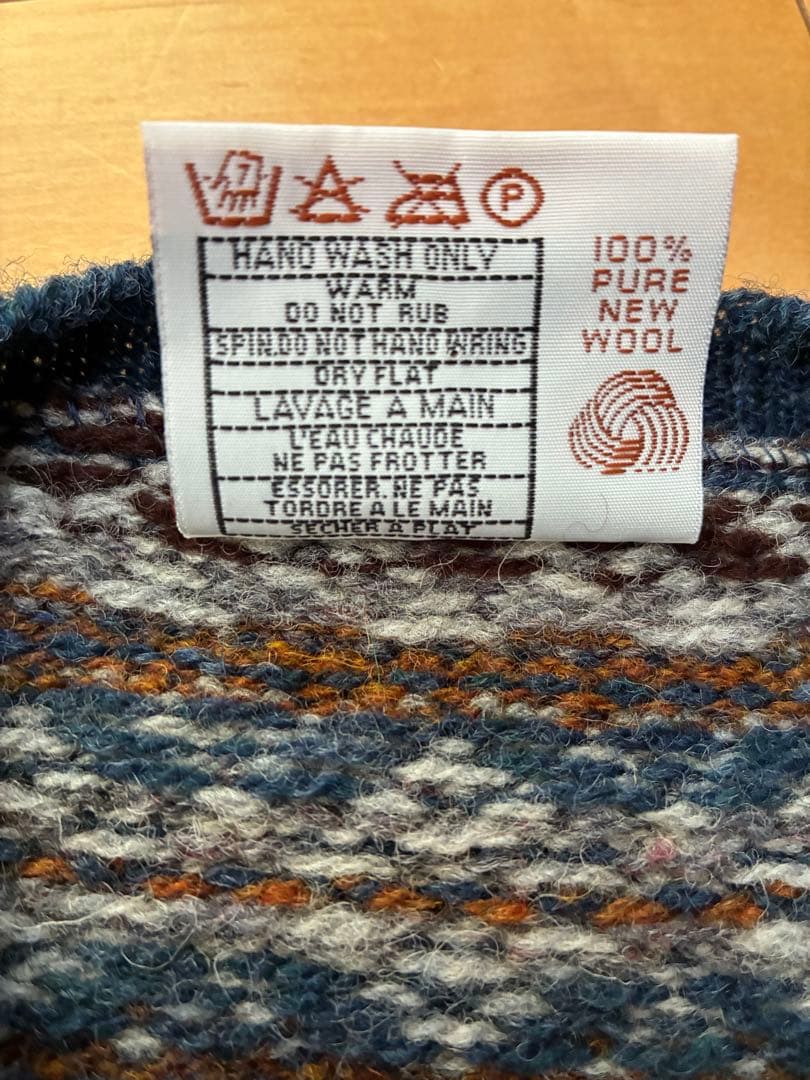 7
P
HAND WASH ONLY
WARM
DO NOT RUB
SPIN.DO NOT HAND WRING
DRY FLAT
LAVAGE A MAIN
L'EAU CHAUDE
NE PAS FROTTER
ESSORER. NE PAS
TORDRE A LE MAIN
SECHER A PLAT
100%
PURE
NEW
WOOL